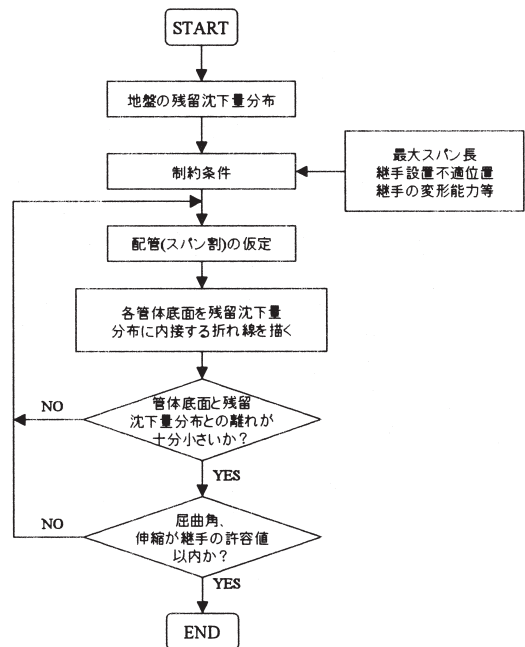 START
地盤の残留沈下量分布
制約条件
最大スパン長
継手設置不適位置
継手の変形能力等
配管(スパン割)の仮定
各管体底面を残留沈下量
分布に内接する折れ線を描く
管体底面と残留
沈下量分布との離れが
十分小さいか?
NO
YES
屈曲角、
伸縮が継手の許容値
以内か?
NO
YES
END